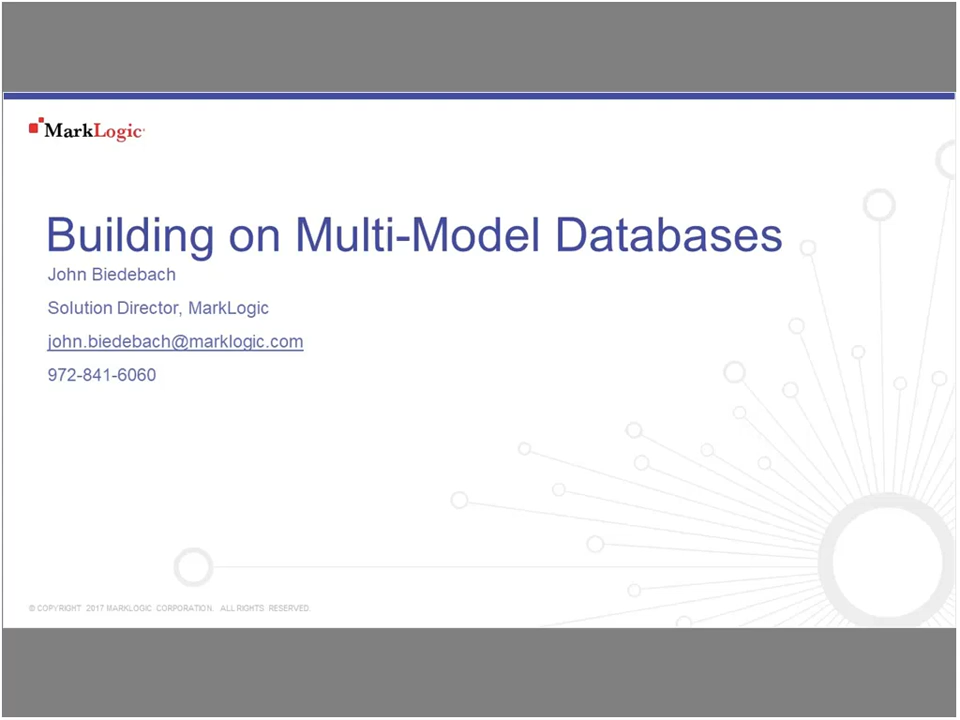 MarkLogic
Building on Multi-Model Databases
John Biedebach
Solution Director, MarkLogic
john.biedebach@marklogic.com
972-841-6060
© COPYRIGHT 2017 MARKLOGIC CORPORATION. ALL RIGHTS RESERVED.